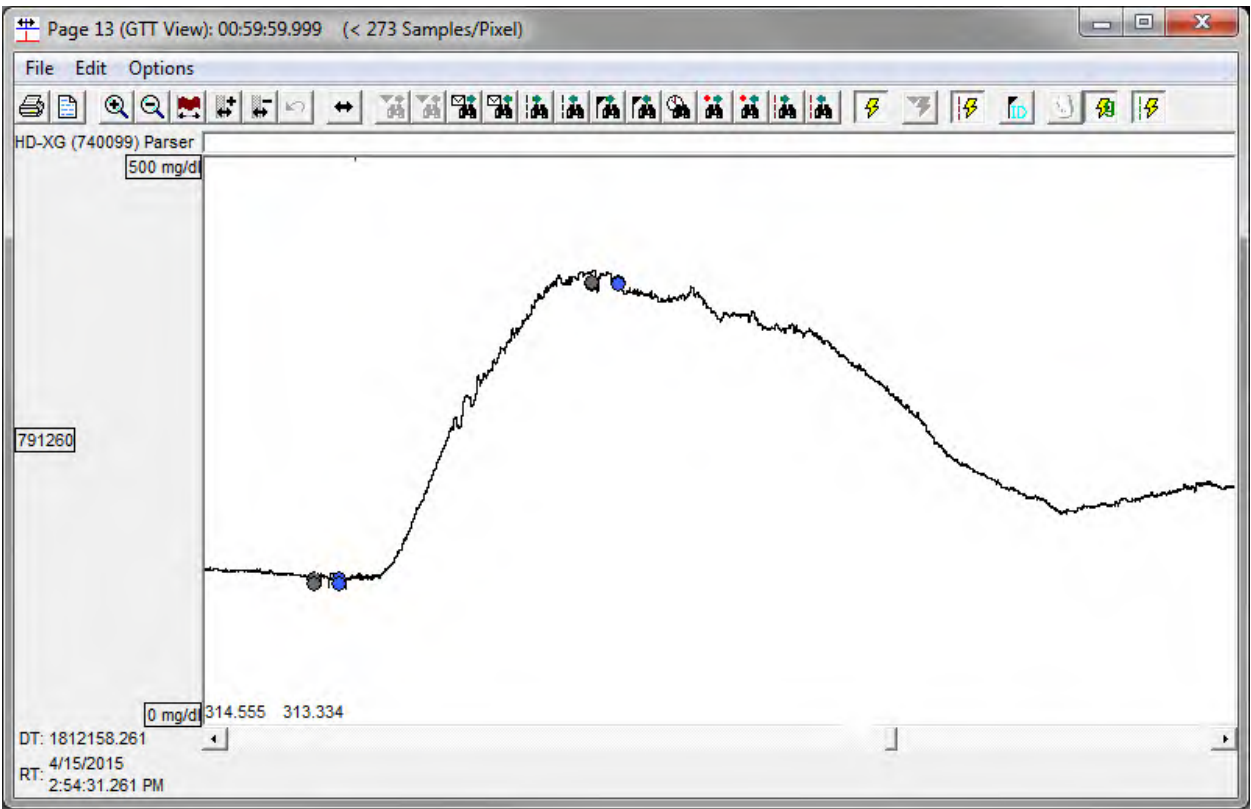 Page 13 (GTT View): 00:59:59.999 (< 273 Samples/Pixel)
File Edit Options
ID
HD-XG (740099) Parser
500 mg/dl
791260
0 mg/dl
314.555 313.334
DT: 1812158.261
RT: 4/15/2015
2:54:31.261 PM